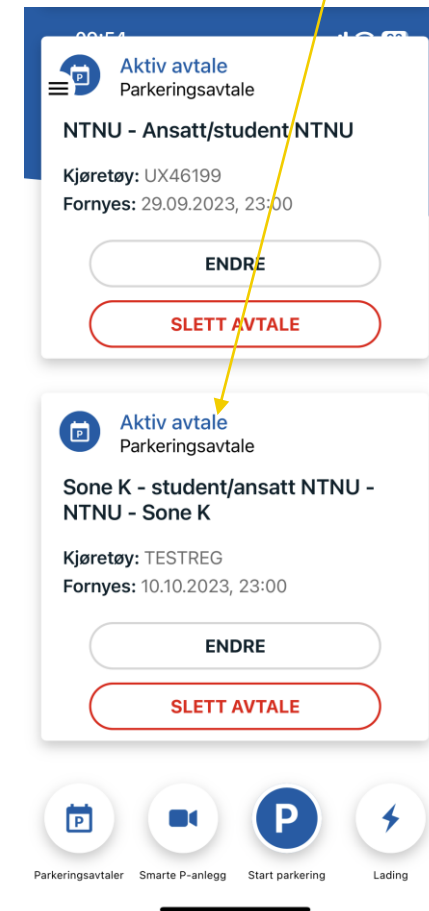 Aktiv avtale
Parkeringsavtale
NTNU - Ansatt/student NTNU
Kjøretøy: UX46199
Fornyes: 29.09.2023, 23:00
ENDRE
SLETT AVTALE
Aktiv avtale
Parkeringsavtale
Sone K - student/ansatt NTNU -
NTNU - Sone K
Kjøretøy: TESTREG
Fornyes: 10.10.2023, 23:00
ENDRE
SLETT AVTALE
Parkeringsavtaler Smarte P-anlegg Start parkering Lading